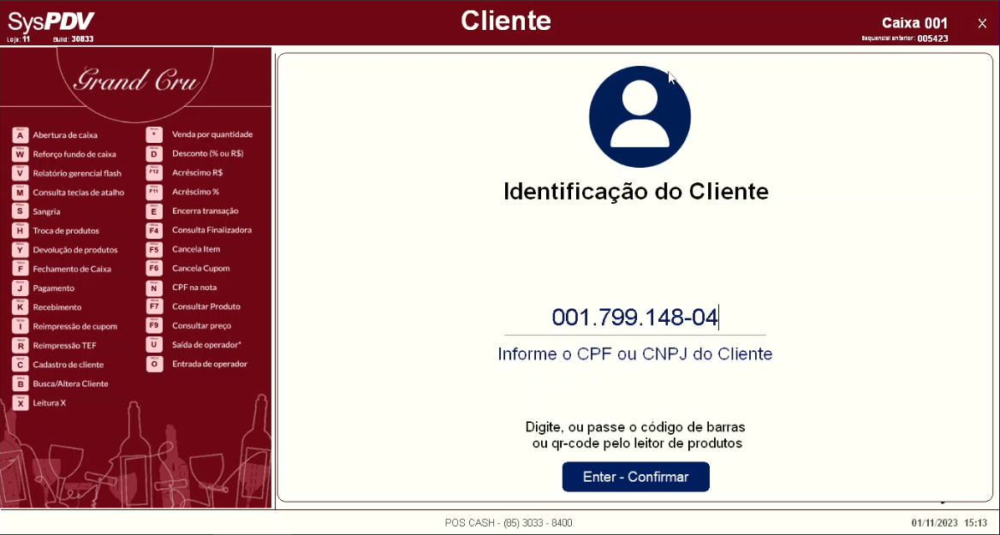 SysPDV
Cliente
Caixa 001
X
Loja: 11 Build: 30833
Sequencial anterior: 005423
Grand Cru
A Abertura de caixa
W Reforço fundo de caixa
V Relatório gerencial flash
M Consulta teclas de atalho
S Sangria
H Troca de produtos
Y Devolução de produtos
F Fechamento de Caixa
J Pagamento
K Recebimento
I Reimpressão de cupom
R Reimpressão TEF
C Cadastro de cliente
B Busca/Altera Cliente
X Leitura X
* Venda por quantidade
D Desconto (% ou R$)
F12 Acréscimo R$
F11 Acréscimo %
E Encerra transação
F4 Consulta Finalizadora
F5 Cancela Item
F6 Cancela Cupom
N CPF na nota
F7 Consultar Produto
F9 Consultar preço
U Saída de operador*
O Entrada de operador
Identificação do Cliente
001.799.148-04
Informe o CPF ou CNPJ do Cliente
Digite, ou passe o código de barras
ou qr-code pelo leitor de produtos
Enter - Confirmar
POS CASH - (85) 3033 - 8400
01/11/2023 15:13